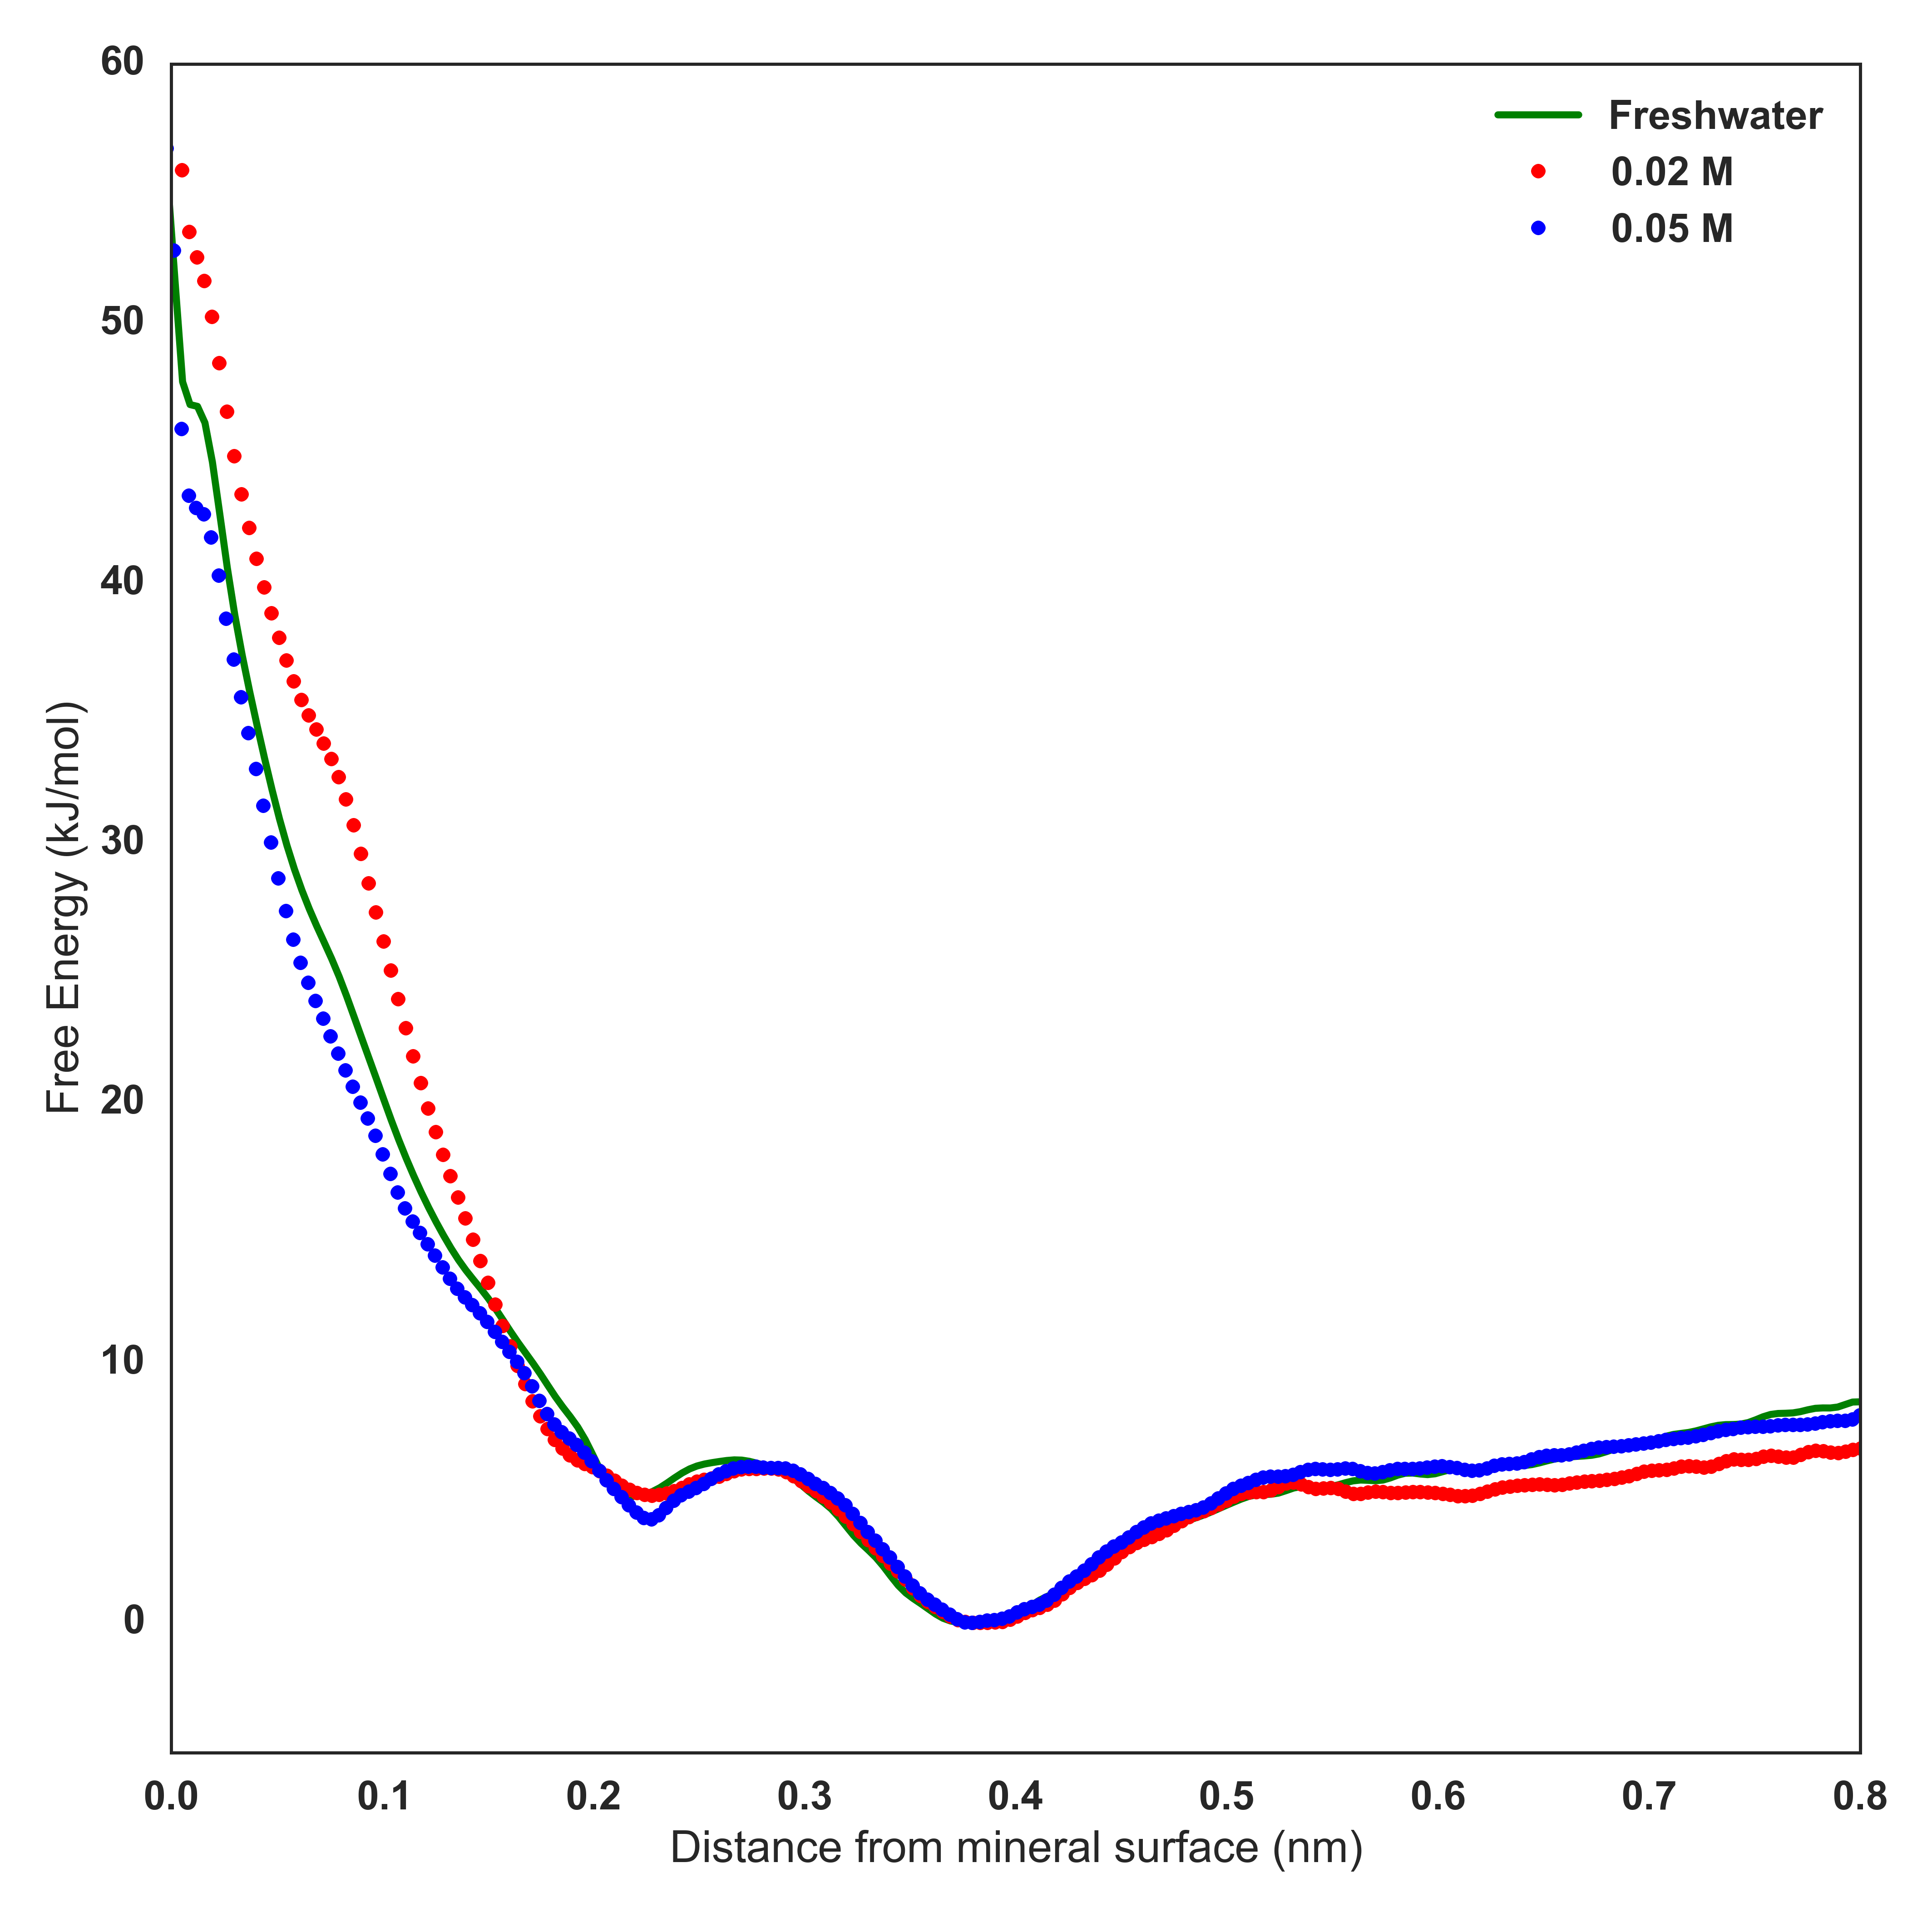 60
50
40
30
20
10
0
Free Energy (kJ/mol)
Freshwater
0.02 M
0.05 M
0.0 0.1 0.2 0.3 0.4 0.5 0.6 0.7 0.8
Distance from mineral surface (nm)